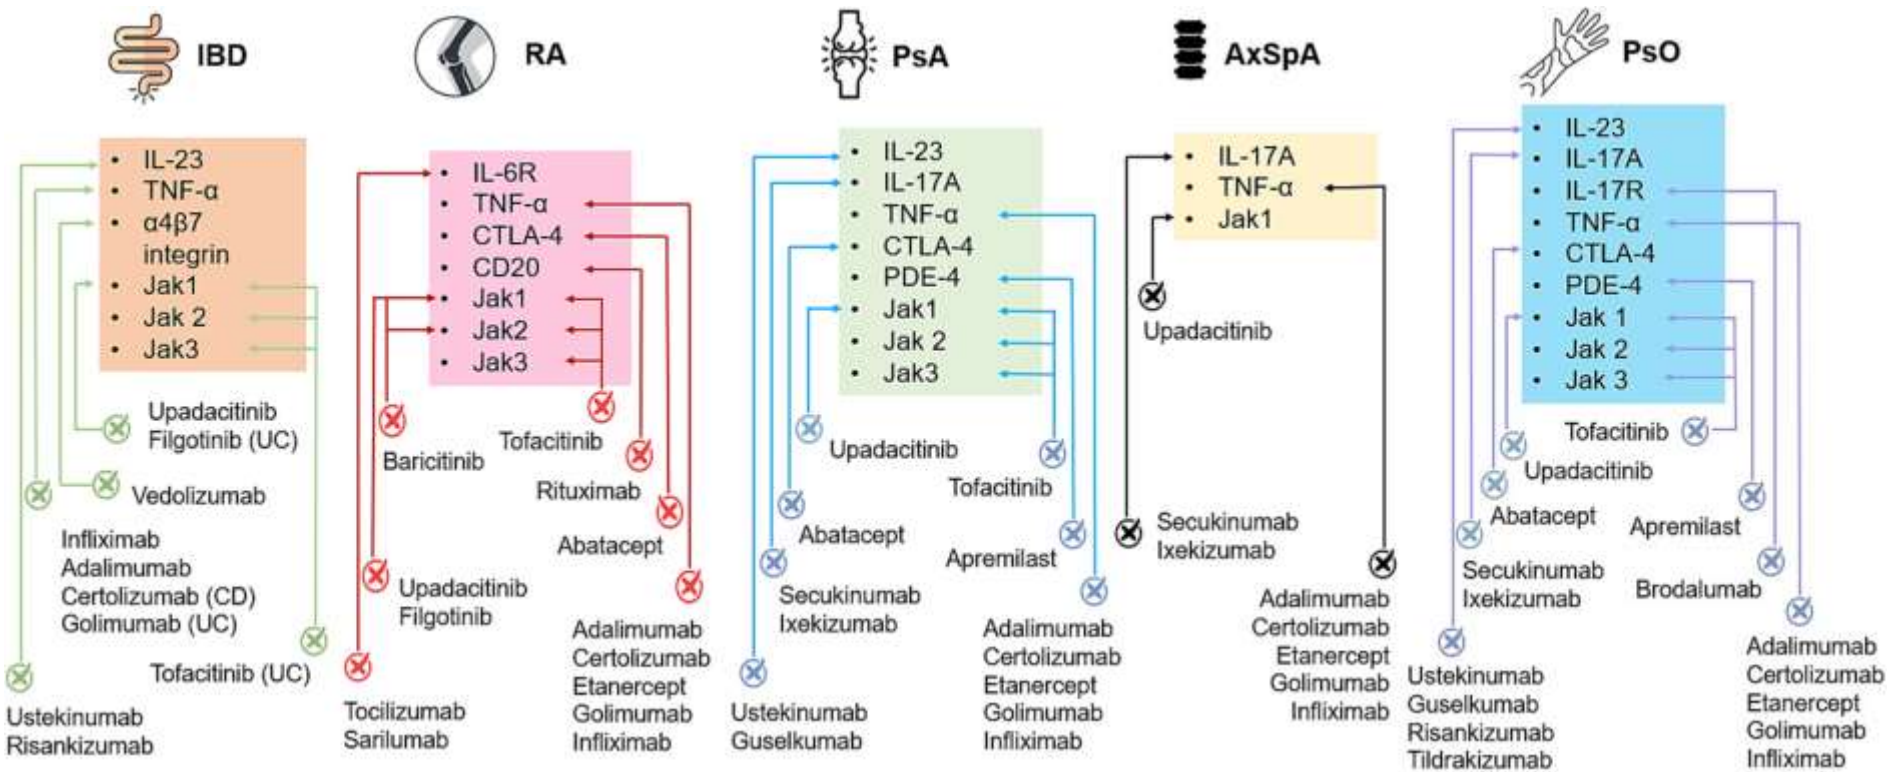 IBD
IL-23
TNF-α
α4β7
integrin
Jak1
Jak 2
Jak3
Upadacitinib
Filgotinib (UC)
Vedolizumab
Infliximab
Adalimumab
Certolizumab (CD)
Golimumab (UC)
Tofacitinib (UC)
Ustekinumab
Risankizumab
RA
IL-6R
TNF-α
CTLA-4
CD20
Jak1
Jak2
Jak3
Baricitinib
Tofacitinib
Rituximab
Abatacept
Upadacitinib
Filgotinib
Adalimumab
Certolizumab
Etanercept
Golimumab
Infliximab
Tocilizumab
Sarilumab
PsA
IL-23
IL-17A
TNF-α
CTLA-4
PDE-4
Jak1
Jak 2
Jak3
Upadacitinib
Tofacitinib
Abatacept
Apremilast
Secukinumab
Ixekizumab
Adalimumab
Certolizumab
Etanercept
Golimumab
Infliximab
Ustekinumab
Guselkumab
AxSpA
IL-17A
TNF-α
Jak1
Upadacitinib
Secukinumab
Ixekizumab
Adalimumab
Certolizumab
Etanercept
Golimumab
Infliximab
PsO
IL-23
IL-17A
IL-17R
TNF-α
CTLA-4
PDE-4
Jak 1
Jak 2
Jak 3
Tofacitinib
Upadacitinib
Abatacept
Apremilast
Secukinumab
Ixekizumab
Brodalumab
Ustekinumab
Guselkumab
Risankizumab
Tildrakizumab
Adalimumab
Certolizumab
Etanercept
Golimumab
Infliximab